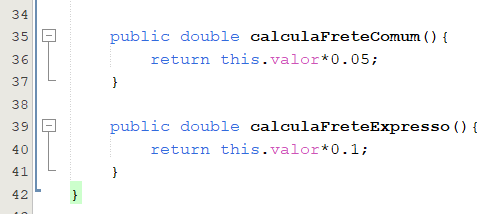 34
35 public double calculaFreteComum(){
36 return this.valor*0.05;
37 }
38
39 public double calculaFreteExpresso(){
40 return this.valor*0.1;
41 }
42 }